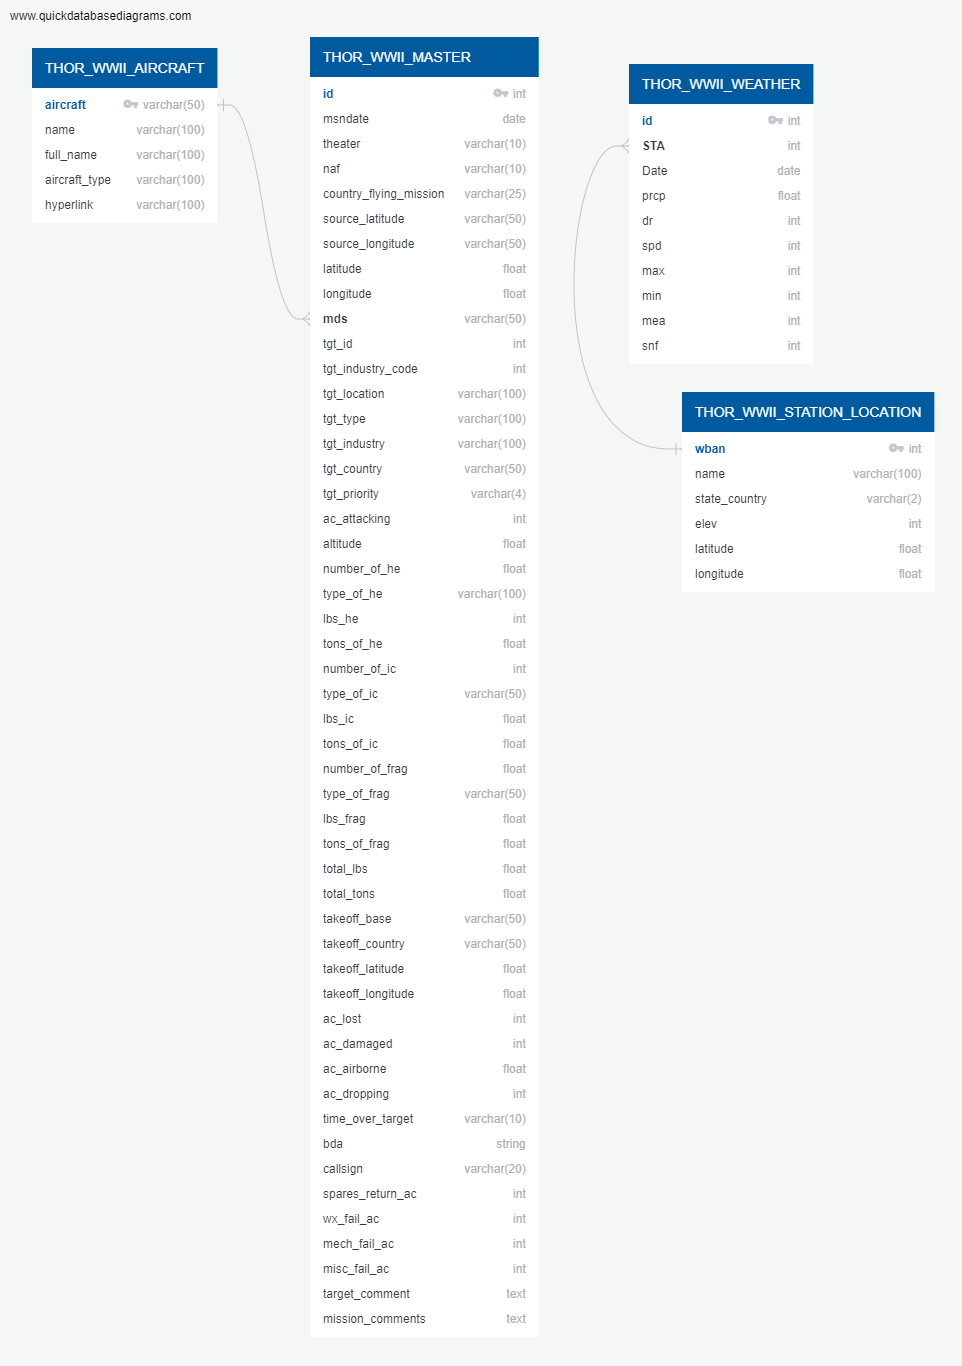 www.quickdatabasediagrams.com
THOR_WWII_AIRCRAFT
aircraft varchar(50)
name varchar(100)
full_name varchar(100)
aircraft_type varchar(100)
hyperlink varchar(100)
THOR_WWII_MASTER
id int
msndate date
theater varchar(10)
naf varchar(10)
country_flying_mission varchar(25)
source_latitude varchar(50)
source_longitude varchar(50)
latitude float
longitude float
mds varchar(50)
tgt_id int
tgt_industry_code int
tgt_location varchar(100)
tgt_type varchar(100)
tgt_industry varchar(100)
tgt_country varchar(50)
tgt_priority varchar(4)
ac_attacking int
altitude float
number_of_he float
type_of_he varchar(100)
lbs_he int
tons_of_he float
number_of_ic int
type_of_ic varchar(50)
lbs_ic float
tons_of_ic float
number_of_frag float
type_of_frag varchar(50)
lbs_frag float
tons_of_frag float
total_lbs float
total_tons float
takeoff_base varchar(50)
takeoff_country varchar(50)
takeoff_latitude float
takeoff_longitude float
ac_lost int
ac_damaged int
ac_airborne float
ac_dropping int
time_over_target varchar(10)
bda string
callsign varchar(20)
spares_return_ac int
wx_fail_ac int
mech_fail_ac int
misc_fail_ac int
target_comment text
mission_comments text
THOR_WWII_WEATHER
id int
STA int
Date date
prcp float
dr int
spd int
max int
min int
mea int
snf int
THOR_WWII_STATION_LOCATION
wban int
name varchar(100)
state_country varchar(2)
elev int
latitude float
longitude float